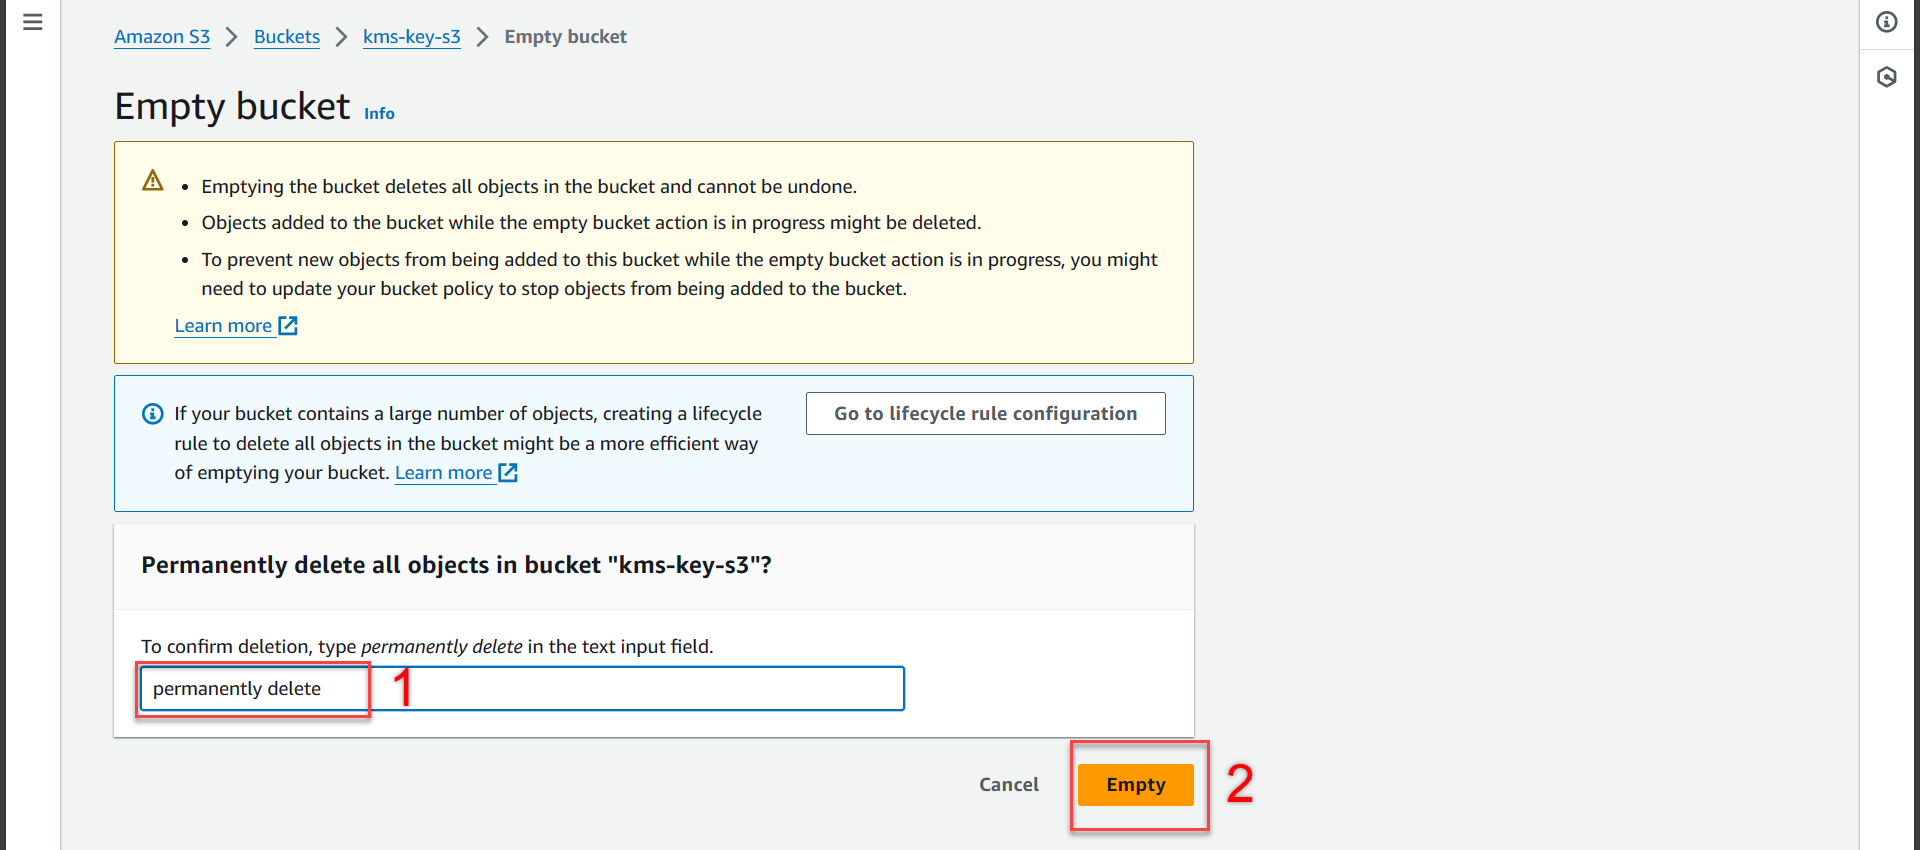 Amazon S3 > Buckets > kms-key-s3 > Empty bucket
Empty bucket Info
• Emptying the bucket deletes all objects in the bucket and cannot be undone.
• Objects added to the bucket while the empty bucket action is in progress might be deleted.
• To prevent new objects from being added to this bucket while the empty bucket action is in progress, you might
need to update your bucket policy to stop objects from being added to the bucket.
Learn more
If your bucket contains a large number of objects, creating a lifecycle
rule to delete all objects in the bucket might be a more efficient way
of emptying your bucket. Learn more
Go to lifecycle rule configuration
Permanently delete all objects in bucket "kms-key-s3"?
To confirm deletion, type permanently delete in the text input field.
permanently delete 1
Cancel Empty 2